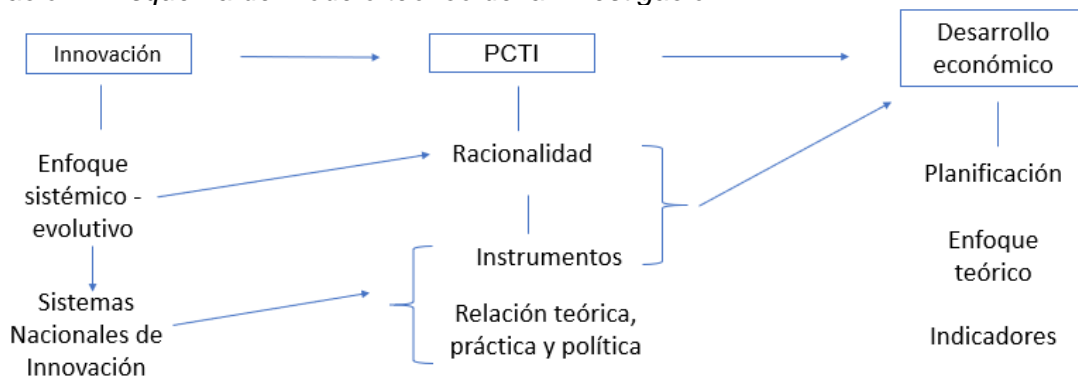 Innovación
PCTI
Desarrollo
económico
Enfoque
sistémico -
evolutivo
Racionalidad
Planificación
Instrumentos
Enfoque
teórico
Sistemas
Nacionales de
Innovación
Relación teórica,
práctica y política
Indicadores